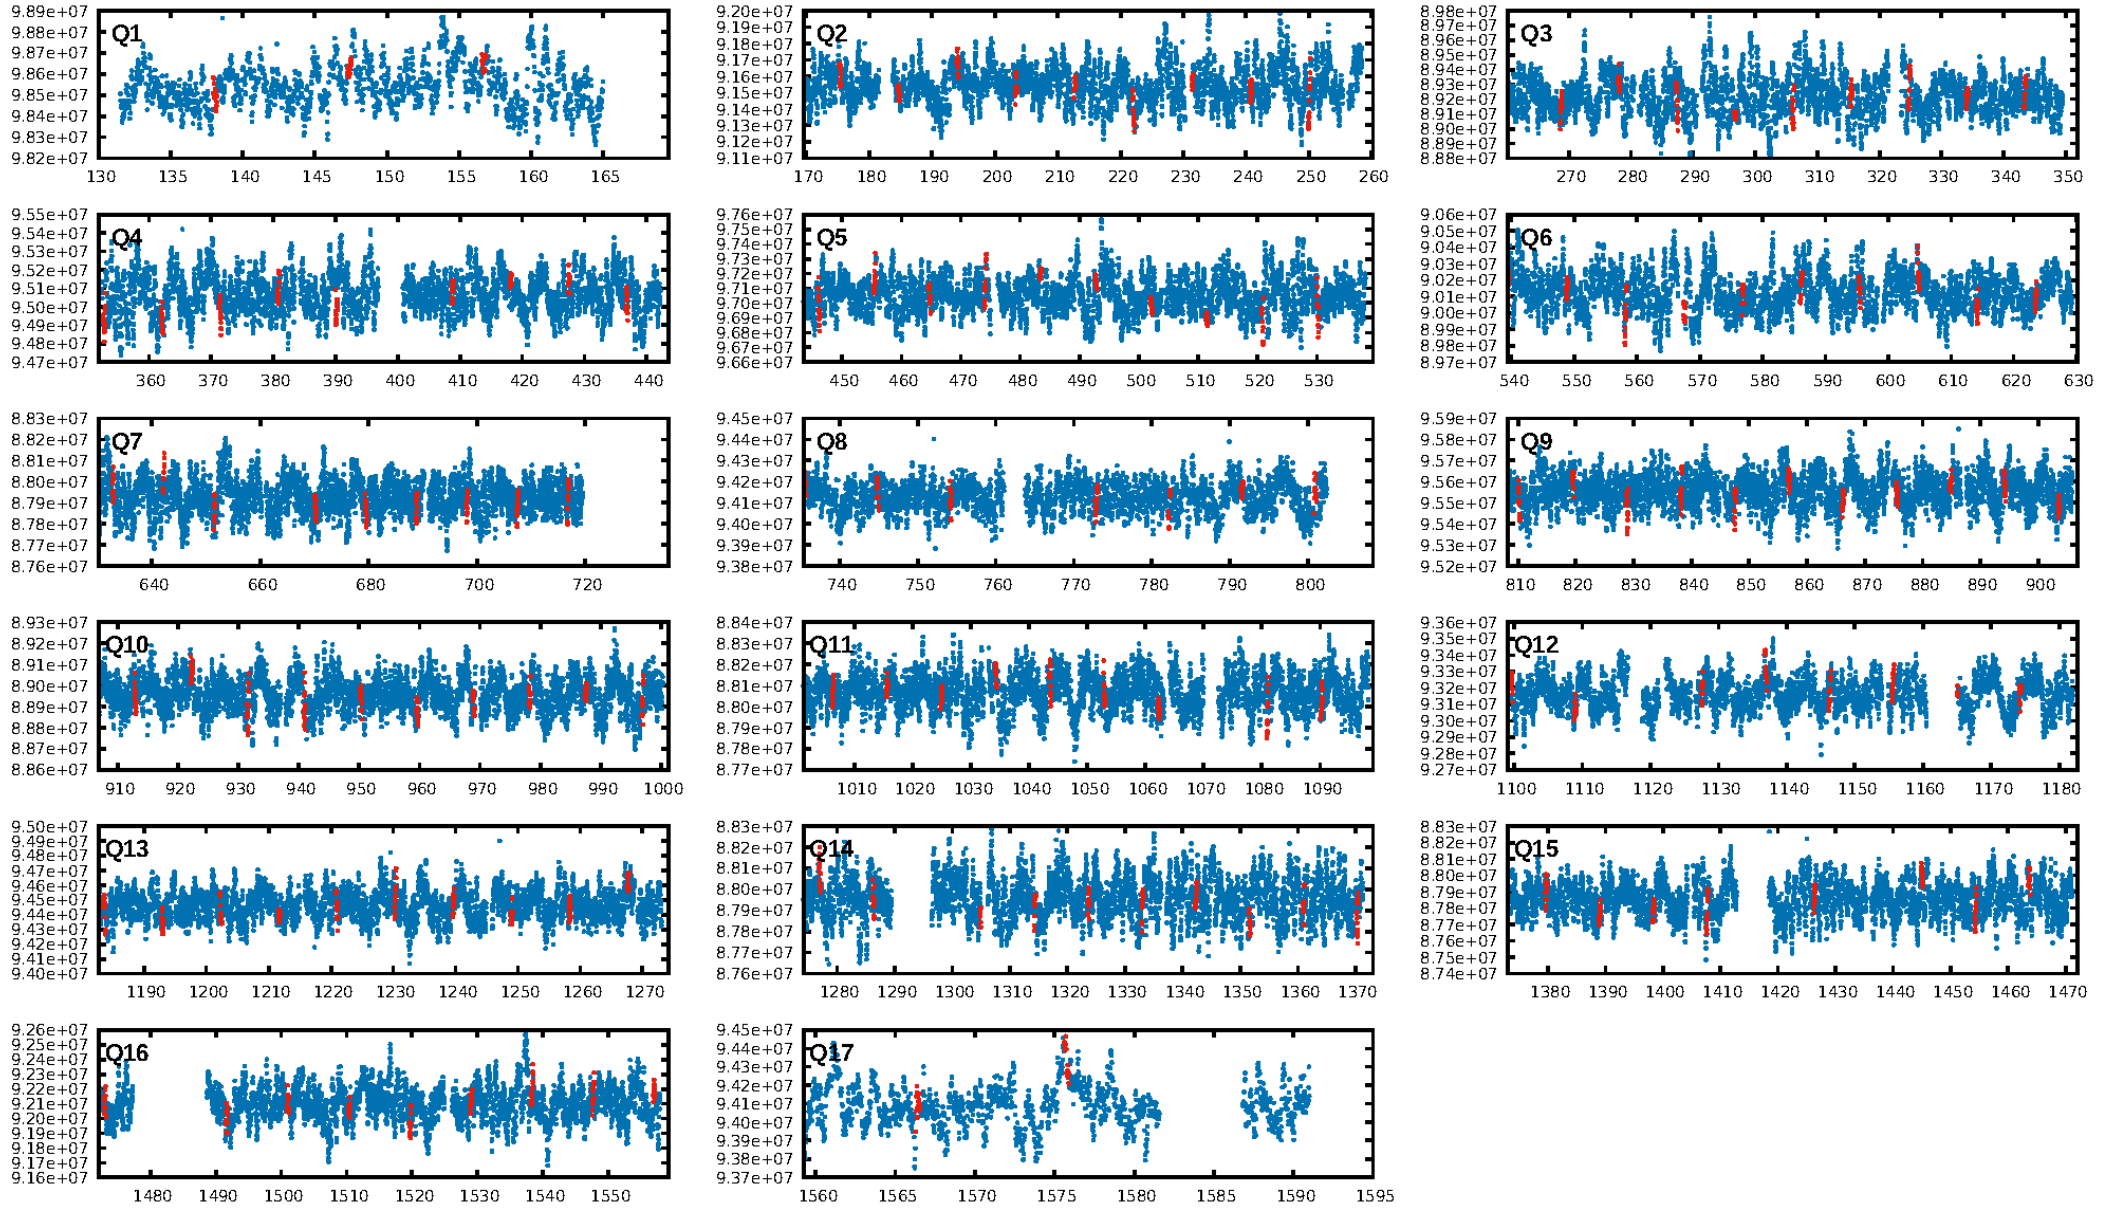 9.89e+07
9.88e+07
9.87e+07
9.86e+07
9.85e+07
9.84e+07
9.83e+07
9.82e+07
Q1
130 135 140 145 150 155 160 165
9.20e+07
9.19e+07
9.18e+07
9.17e+07
9.16e+07
9.15e+07
9.14e+07
9.13e+07
9.12e+07
9.11e+07
Q2
170 180 190 200 210 220 230 240 250 260
8.98e+07
8.97e+07
8.96e+07
8.95e+07
8.94e+07
8.93e+07
8.92e+07
8.91e+07
8.90e+07
8.89e+07
8.88e+07
Q3
270 280 290 300 310 320 330 340 350
9.55e+07
9.54e+07
9.53e+07
9.52e+07
9.51e+07
9.50e+07
9.49e+07
9.48e+07
9.47e+07
Q4
360 370 380 390 400 410 420 430 440
9.76e+07
9.75e+07
9.74e+07
9.73e+07
9.72e+07
9.71e+07
9.70e+07
9.69e+07
9.68e+07
9.67e+07
9.66e+07
Q5
450 460 470 480 490 500 510 520 530
9.06e+07
9.05e+07
9.04e+07
9.03e+07
9.02e+07
9.01e+07
9.00e+07
8.99e+07
8.98e+07
8.97e+07
Q6
540 550 560 570 580 590 600 610 620 630
8.83e+07
8.82e+07
8.81e+07
8.80e+07
8.79e+07
8.78e+07
8.77e+07
8.76e+07
Q7
640 660 680 700 720
9.45e+07
9.44e+07
9.43e+07
9.42e+07
9.41e+07
9.40e+07
9.39e+07
9.38e+07
Q8
740 750 760 770 780 790 800
9.59e+07
9.58e+07
9.57e+07
9.56e+07
9.55e+07
9.54e+07
9.53e+07
9.52e+07
Q9
810 820 830 840 850 860 870 880 890 900
8.93e+07
8.92e+07
8.91e+07
8.90e+07
8.89e+07
8.88e+07
8.87e+07
8.86e+07
Q10
910 920 930 940 950 960 970 980 990 1000
8.84e+07
8.83e+07
8.82e+07
8.81e+07
8.80e+07
8.79e+07
8.78e+07
8.77e+07
Q11
1010 1020 1030 1040 1050 1060 1070 1080 1090
9.36e+07
9.35e+07
9.34e+07
9.33e+07
9.32e+07
9.31e+07
9.30e+07
9.29e+07
9.28e+07
9.27e+07
Q12
1100 1110 1120 1130 1140 1150 1160 1170 1180
9.50e+07
9.49e+07
9.48e+07
9.47e+07
9.46e+07
9.45e+07
9.44e+07
9.43e+07
9.42e+07
9.41e+07
9.40e+07
Q13
1190 1200 1210 1220 1230 1240 1250 1260 1270
8.83e+07
8.82e+07
8.81e+07
8.80e+07
8.79e+07
8.78e+07
8.77e+07
8.76e+07
Q14
1280 1290 1300 1310 1320 1330 1340 1350 1360 1370
8.83e+07
8.82e+07
8.81e+07
8.80e+07
8.79e+07
8.78e+07
8.77e+07
8.76e+07
8.75e+07
8.74e+07
Q15
1380 1390 1400 1410 1420 1430 1440 1450 1460 1470
9.26e+07
9.25e+07
9.24e+07
9.23e+07
9.22e+07
9.21e+07
9.20e+07
9.19e+07
9.18e+07
9.17e+07
9.16e+07
Q16
1480 1490 1500 1510 1520 1530 1540 1550
9.45e+07
9.44e+07
9.43e+07
9.42e+07
9.41e+07
9.40e+07
9.39e+07
9.38e+07
9.37e+07
Q17
1560 1565 1570 1575 1580 1585 1590 1595